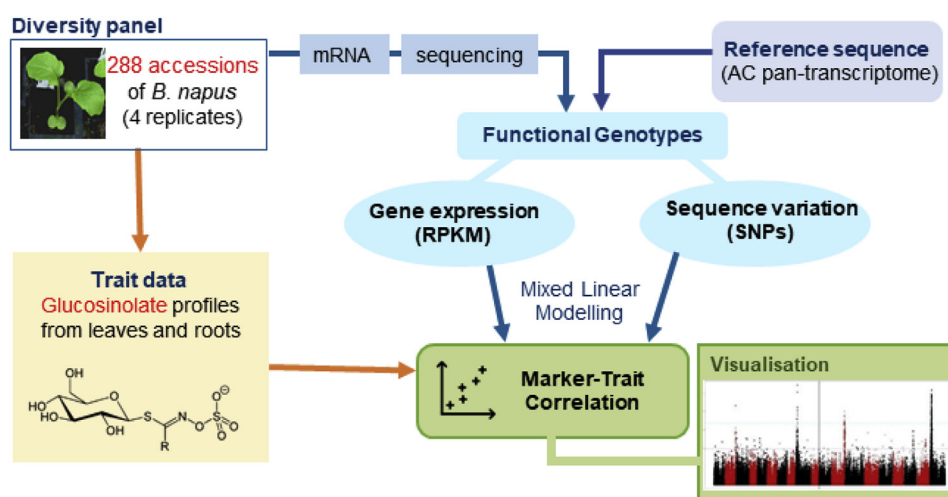 Diversity panel
288 accessions
of B. napus
(4 replicates)
mRNA
sequencing
Reference sequence
(AC pan-transcriptome)
Functional Genotypes
Gene expression
(RPKM)
Sequence variation
(SNPs)
Trait data
Glucosinolate profiles
from leaves and roots
Mixed Linear
Modelling
Marker-Trait
Correlation
Visualisation
OH
HO
HO
OH
S
N
O
S
O
O
O
R